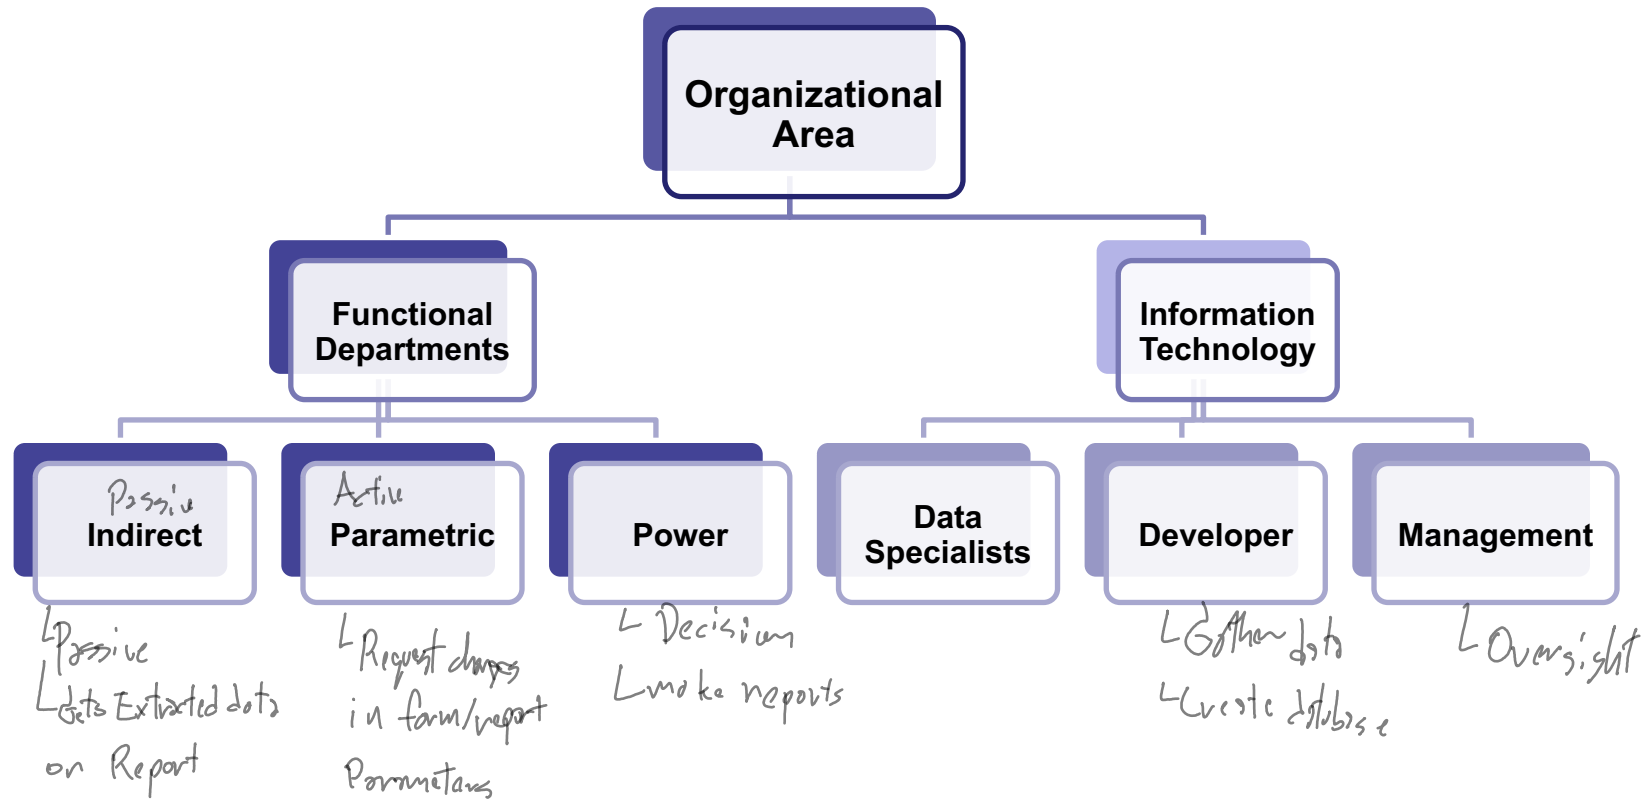 Organizational
Area
Functional
Departments
Information
Technology
Passive
Indirect
Active
Parametric
Power
Data
Specialists
Developer
Management
Passive
Gets Extracted data
on Report
Request changes
in form/report
Parameters
Decision
make reports
Gather data
Create database
Oversight